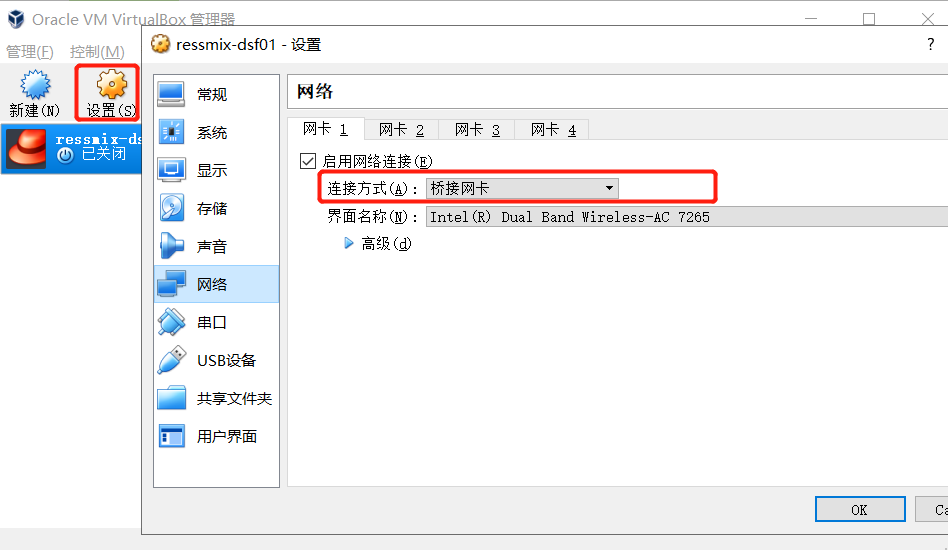 Oracle VM VirtualBox 管理器
管理(F) 控制(M)
新建(N) 设置(S)
ressmix-ds
已关闭
ressmix-dsf01 - 设置 ?
常规
系统
显示
存储
声音
网络
串口
USB设备
共享文件夹
用户界面
网络
网卡 1 网卡 2 网卡 3 网卡 4
启用网络连接(E)
连接方式(A): 桥接网卡
界面名称(N): Intel(R) Dual Band Wireless-AC 7265
高级(d)
OK Ca